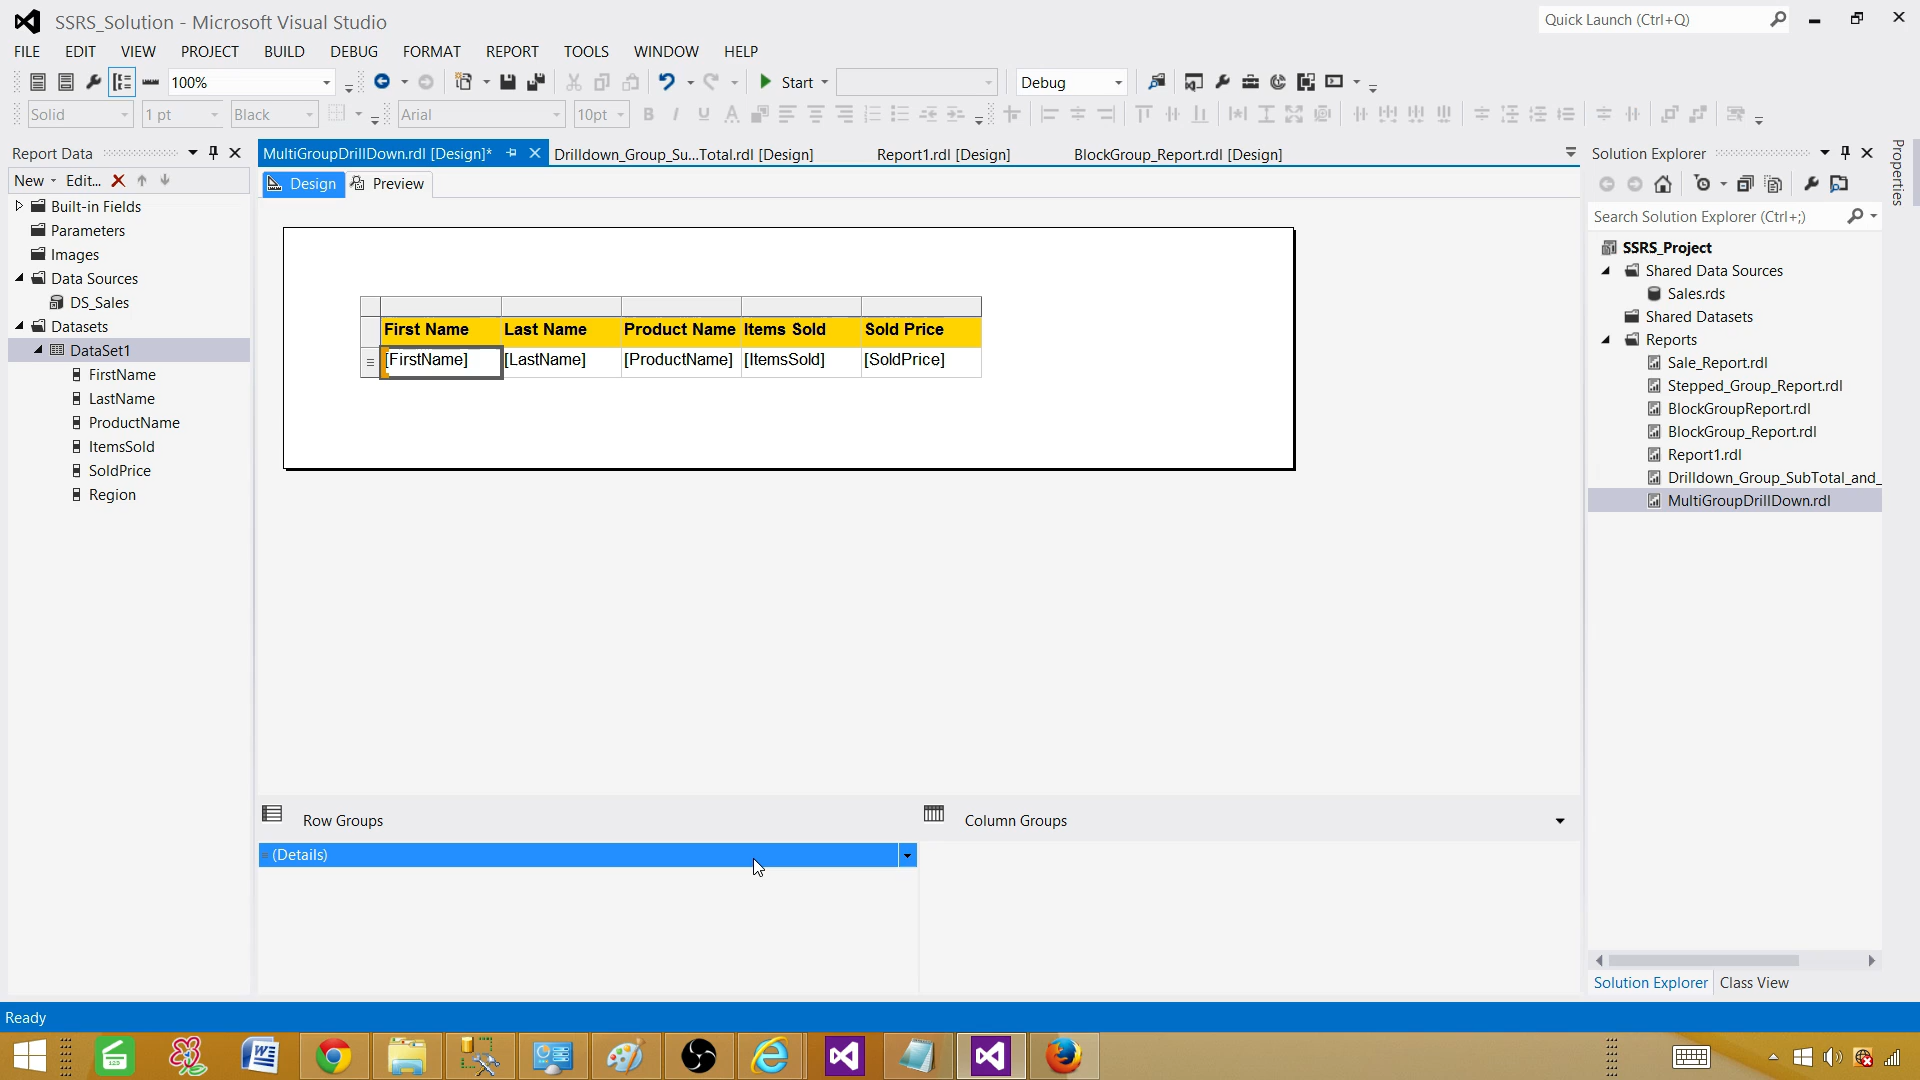 SSRS_Solution - Microsoft Visual Studio
Quick Launch (Ctrl+Q)
FILE EDIT VIEW PROJECT BUILD DEBUG FORMAT REPORT TOOLS WINDOW HELP
100% Start Debug
Solid 1 pt Black Arial 10pt B I U A
Report Data
MultiGroupDrillDown.rdl [Design]* Drilldown_Group_Su...Total.rdl [Design] Report1.rdl [Design] BlockGroup_Report.rdl [Design]
Solution Explorer
Properties
New Edit...
Design Preview
Built-in Fields
Parameters
Images
Data Sources
DS_Sales
Datasets
DataSet1
FirstName
LastName
ProductName
ItemsSold
SoldPrice
Region
First Name Last Name Product Name Items Sold Sold Price
[FirstName] [LastName] [ProductName] [ItemsSold] [SoldPrice]
Row Groups
(Details)
Column Groups
Search Solution Explorer (Ctrl+;)
SSRS_Project
Shared Data Sources
Sales.rds
Shared Datasets
Reports
Sale_Report.rdl
Stepped_Group_Report.rdl
BlockGroupReport.rdl
BlockGroup_Report.rdl
Report1.rdl
Drilldown_Group_SubTotal_and_
MultiGroupDrillDown.rdl
Solution Explorer Class View
Ready